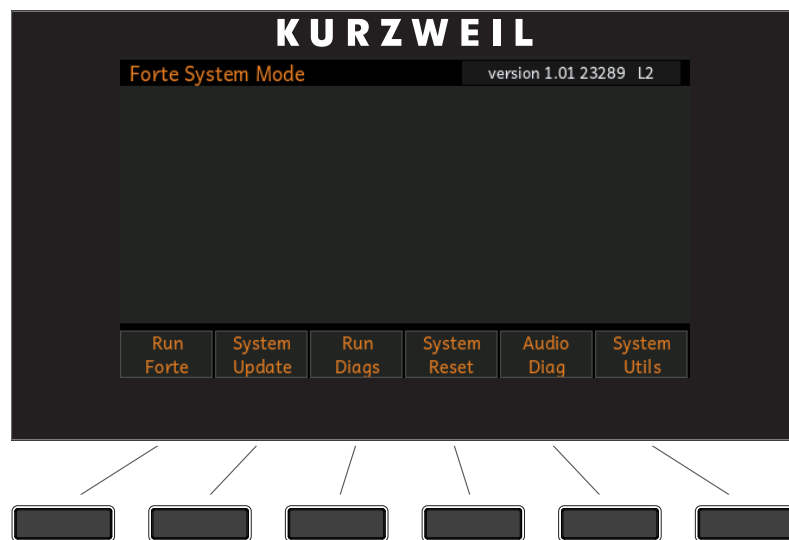 KURZWEIL
Forte System Mode
version 1.01 23289 L2
Run Forte
System Update
Run Diags
System Reset
Audio Diag
System Utils